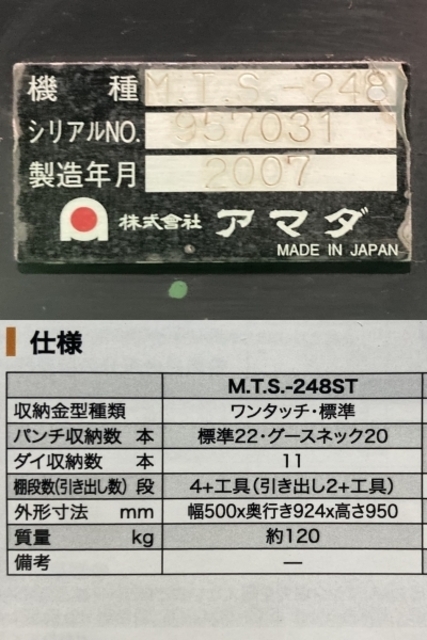 機 種 M.T.S.-248
シリアルNO. 957031
製造年月 2007
株式會社 アマダ
MADE IN JAPAN
仕様
M.T.S.-248ST
収納金型種類 ワンタッチ・標準
パンチ収納数 本 標準22・グースネック20
ダイ収納数 本 11
棚段数(引き出し数) 段 4+工具(引き出し2+工具)
外形寸法 mm 幅500x奥行き924x高さ950
質量 kg 約120
備考 —